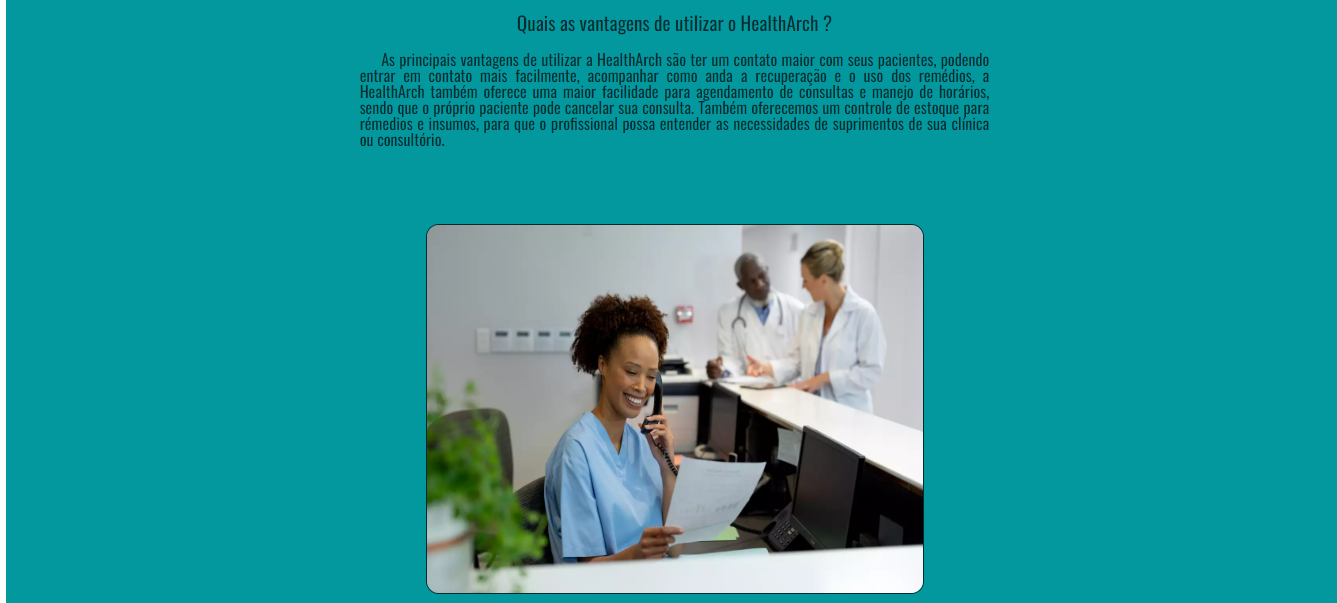 Quais as vantagens de utilizar o HealthArch ?
As principais vantagens de utilizar a HealthArch são ter um contato maior com seus pacientes, podendo
entrar em contato mais facilmente, acompanhar como anda a recuperação e o uso dos remédios, a
HealthArch também oferece uma maior facilidade para agendamento de consultas e manejo de horários,
sendo que o próprio paciente pode cancelar sua consulta. Também oferecemos um controle de estoque para
rémedios e insumos, para que o profissional possa entender as necessidades de suprimentos de sua clínica
ou consultório.